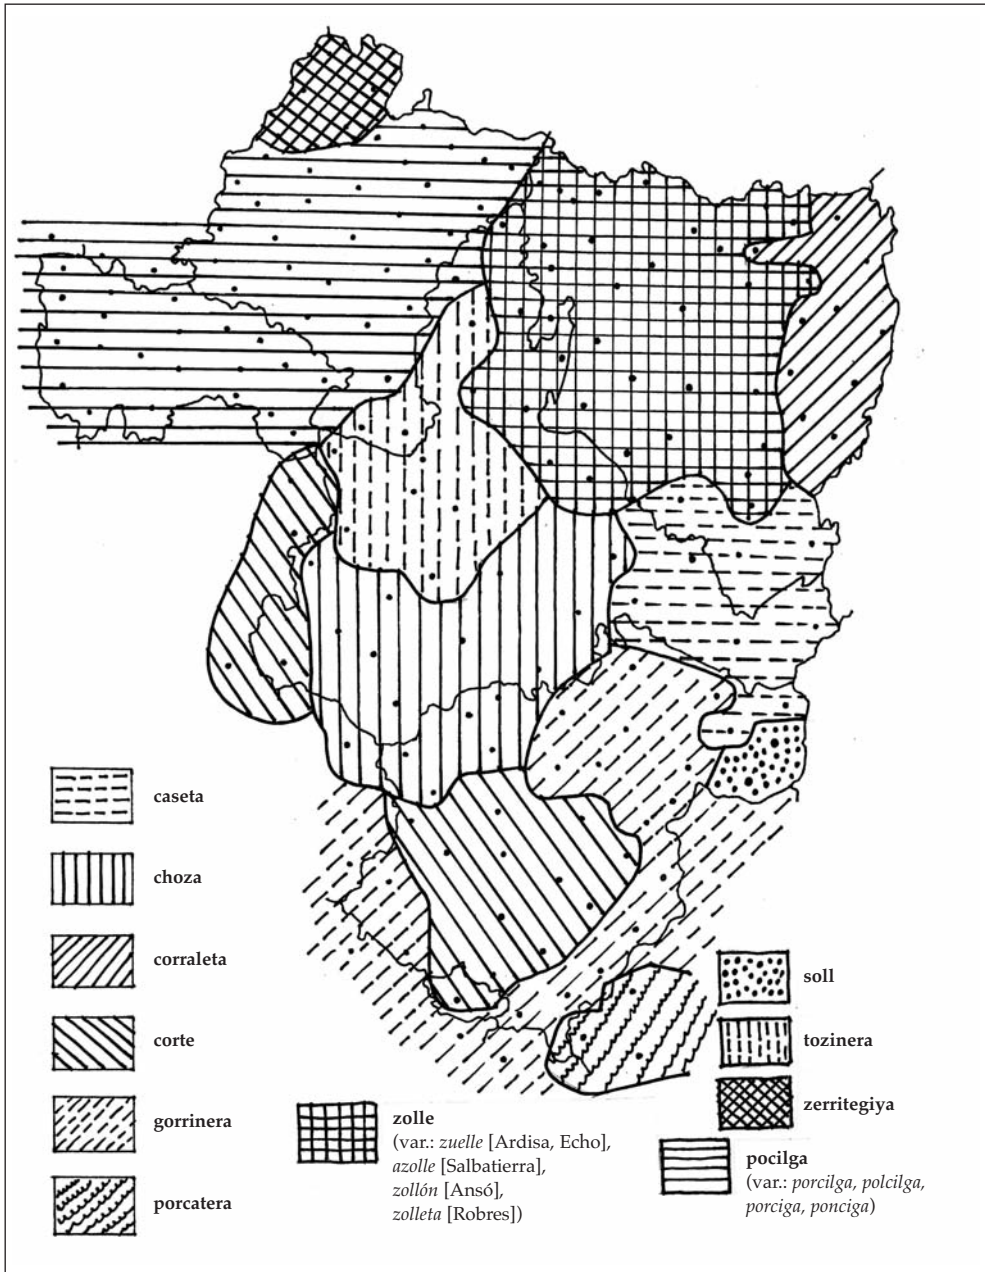 caseta
choza
corraleta
corte
gorrinera
porcatera
zolle
(var.: zuelle [Ardisa, Echo],
azolle [Salbatierra],
zollón [Ansó],
zolleta [Robres])
soll
tozinera
zerritegiya
pocilga
(var.: porcilga, polcilga,
porciga, ponciga)